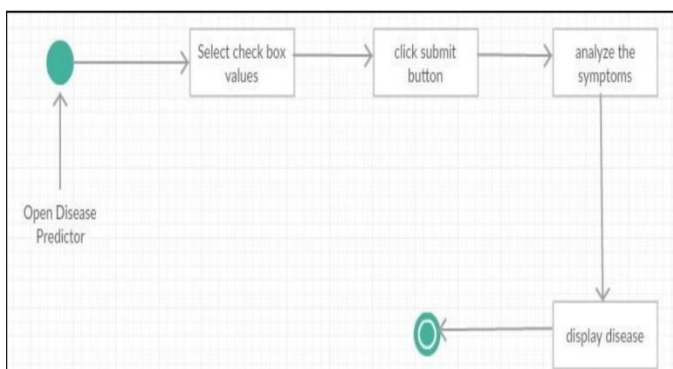 Select check box
values
click submit
button
analyze the
symptoms
Open Disease
Predictor
display disease